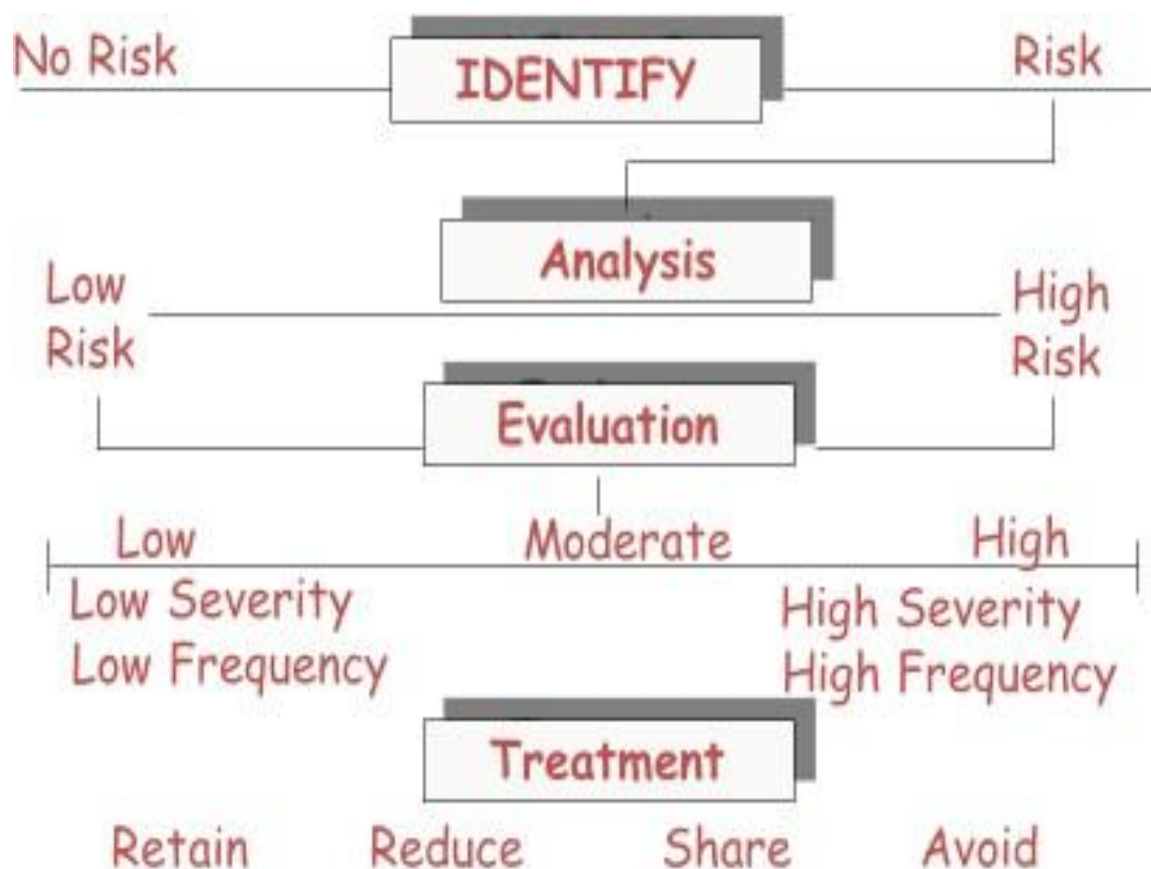 No Risk
IDENTIFY
Risk
Analysis
Low
Risk
High
Risk
Evaluation
Low
Moderate
High
Low Severity
Low Frequency
High Severity
High Frequency
Treatment
Retain
Reduce
Share
Avoid